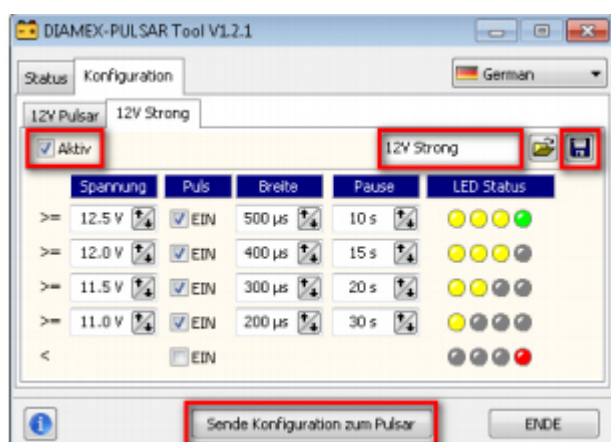 DIAMEX-PULSAR Tool V1.2.1
Status Konfiguration German
12V Pulsar 12V Strong
Aktiv 12V Strong
Spannung Puls Breite Pause LED Status
>= 12.5 V EIN 500 µs 10 s
>= 12.0 V EIN 400 µs 15 s
>= 11.5 V EIN 300 µs 20 s
>= 11.0 V EIN 200 µs 30 s
< EIN
Sende Konfiguration zum Pulsar ENDE